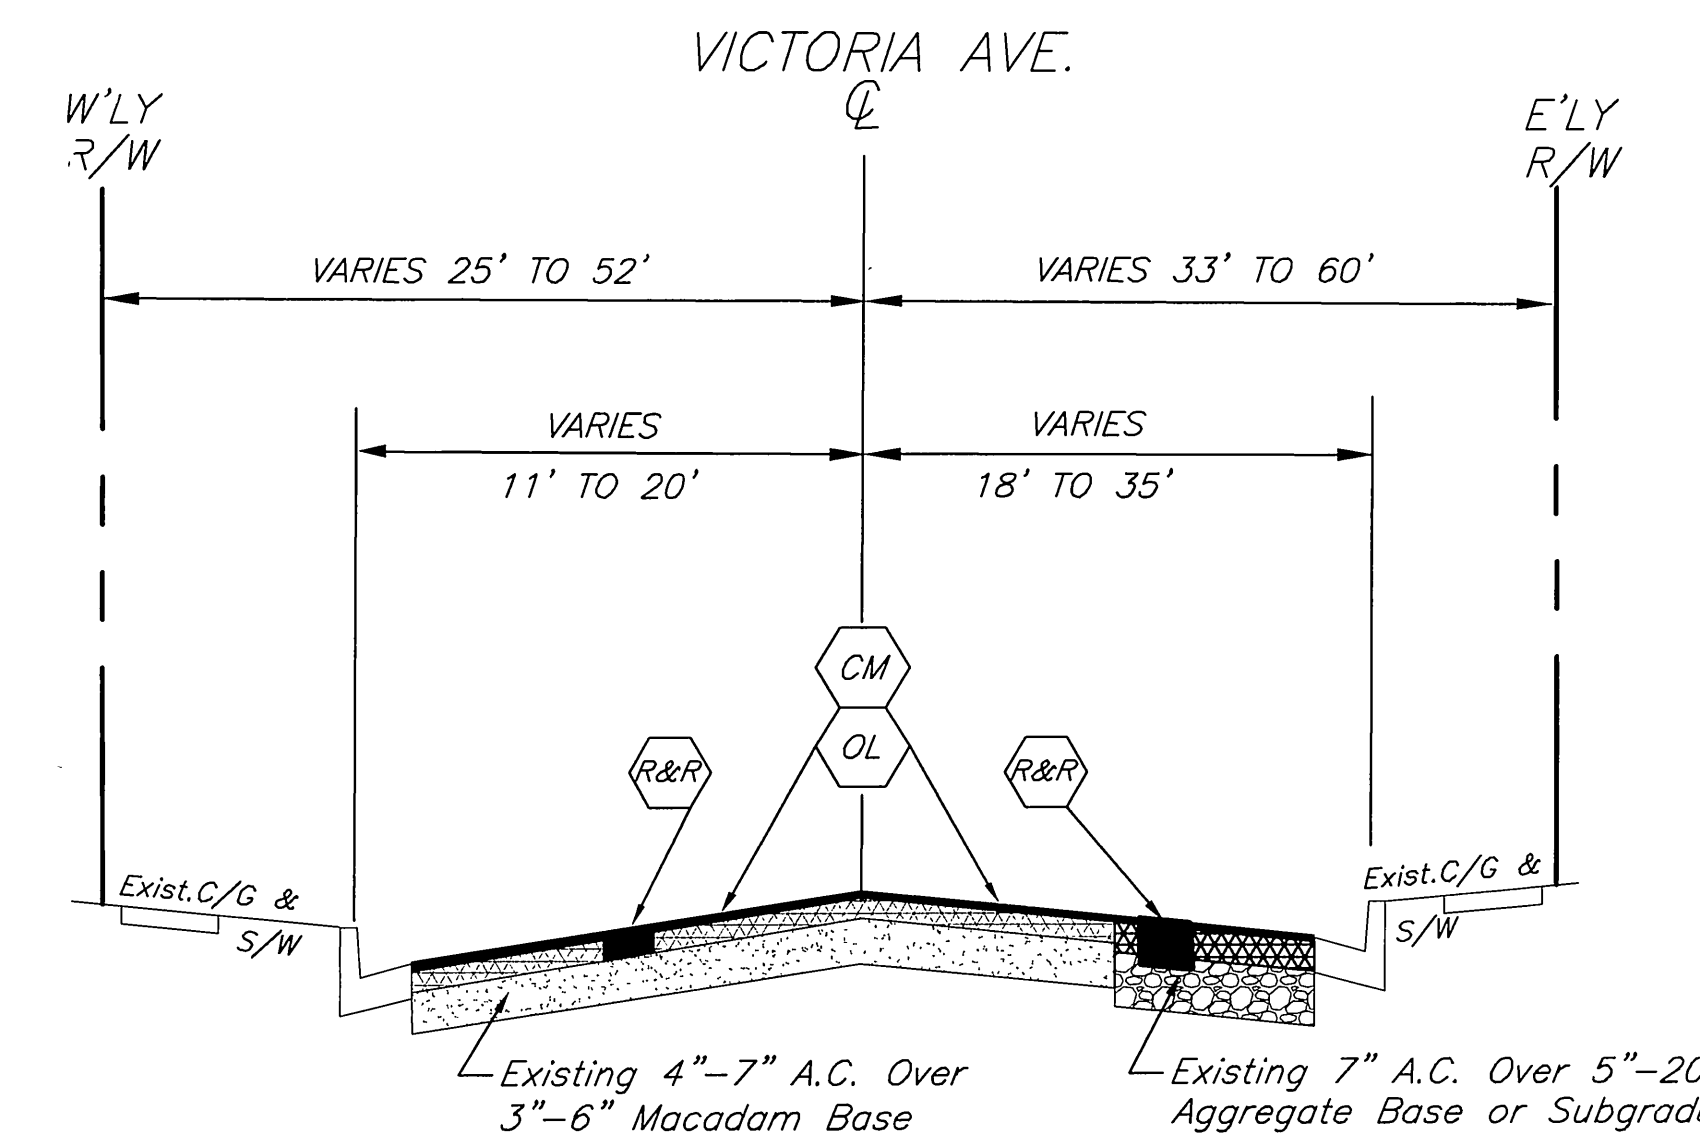 VICTORIA AVE.
℄
W'LY
R/W
E'LY
R/W
VARIES 25' TO 52'
VARIES 33' TO 60'
VARIES
11' TO 20'
VARIES
18' TO 35'
CM
OL
R&R
R&R
Exist.C/G &
S/W
Exist.C/G &
S/W
Existing 4"-7" A.C. Over
3"-6" Macadam Base
Existing 7" A.C. Over 5"-20
Aggregate Base or